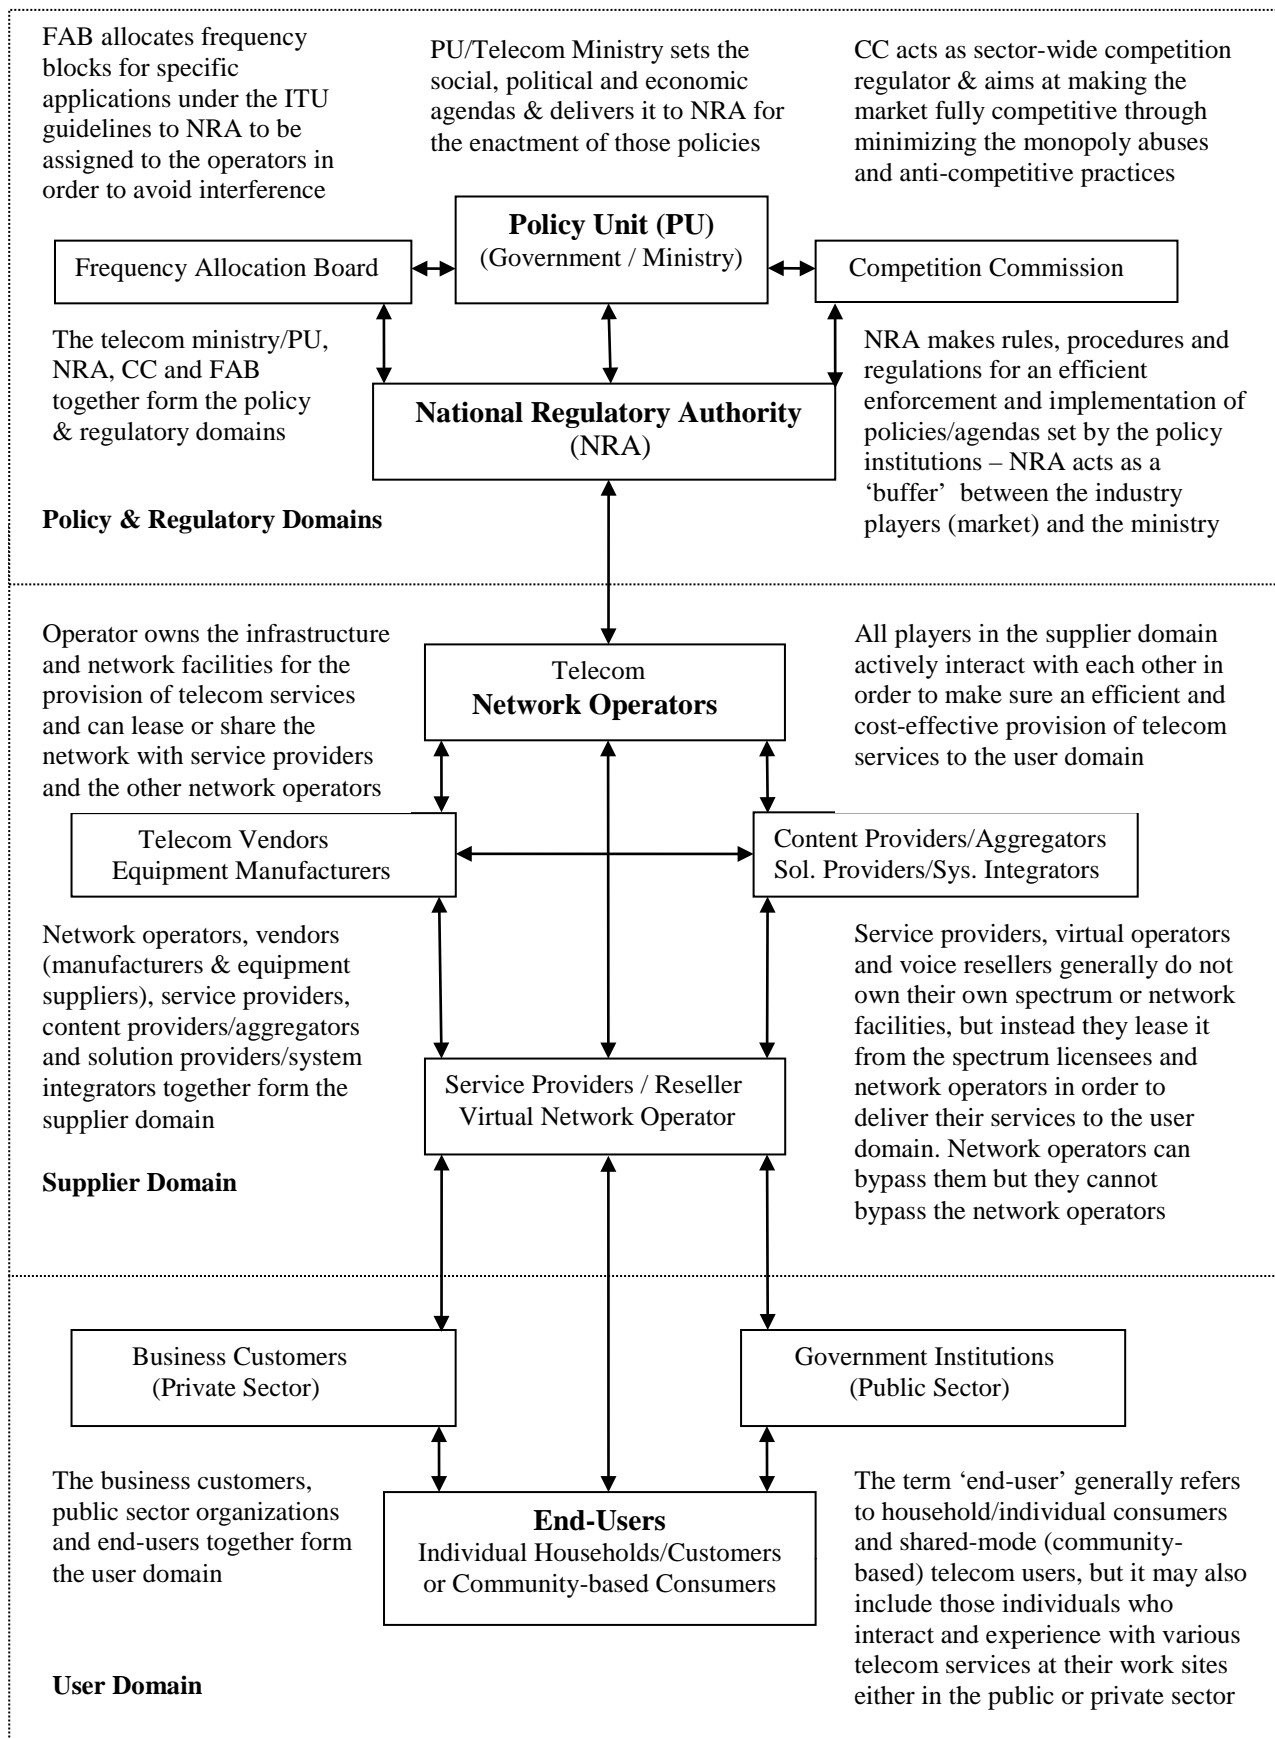 FAB allocates frequency
blocks for specific
applications under the ITU
guidelines to NRA to be
assigned to the operators in
order to avoid interference
PU/Telecom Ministry sets the
social, political and economic
agendas & delivers it to NRA for
the enactment of those policies
CC acts as sector-wide competition
regulator & aims at making the
market fully competitive through
minimizing the monopoly abuses
and anti-competitive practices
Policy Unit (PU)
(Government / Ministry)
Frequency Allocation Board
Competition Commission
The telecom ministry/PU,
NRA, CC and FAB
together form the policy
& regulatory domains
National Regulatory Authority
(NRA)
NRA makes rules, procedures and
regulations for an efficient
enforcement and implementation of
policies/agendas set by the policy
institutions – NRA acts as a
‘buffer’ between the industry
players (market) and the ministry
Policy & Regulatory Domains
Operator owns the infrastructure
and network facilities for the
provision of telecom services
and can lease or share the
network with service providers
and the other network operators
Telecom
Network Operators
All players in the supplier domain
actively interact with each other in
order to make sure an efficient and
cost-effective provision of telecom
services to the user domain
Telecom Vendors
Equipment Manufacturers
Content Providers/Aggregators
Sol. Providers/Sys. Integrators
Network operators, vendors
(manufacturers & equipment
suppliers), service providers,
content providers/aggregators
and solution providers/system
integrators together form the
supplier domain
Service Providers / Reseller
Virtual Network Operator
Service providers, virtual operators
and voice resellers generally do not
own their own spectrum or network
facilities, but instead they lease it
from the spectrum licensees and
network operators in order to
deliver their services to the user
domain. Network operators can
bypass them but they cannot
bypass the network operators
Supplier Domain
Business Customers
(Private Sector)
Government Institutions
(Public Sector)
The business customers,
public sector organizations
and end-users together form
the user domain
End-Users
Individual Households/Customers
or Community-based Consumers
The term ‘end-user’ generally refers
to household/individual consumers
and shared-mode (community-
based) telecom users, but it may also
include those individuals who
interact and experience with various
telecom services at their work sites
either in the public or private sector
User Domain